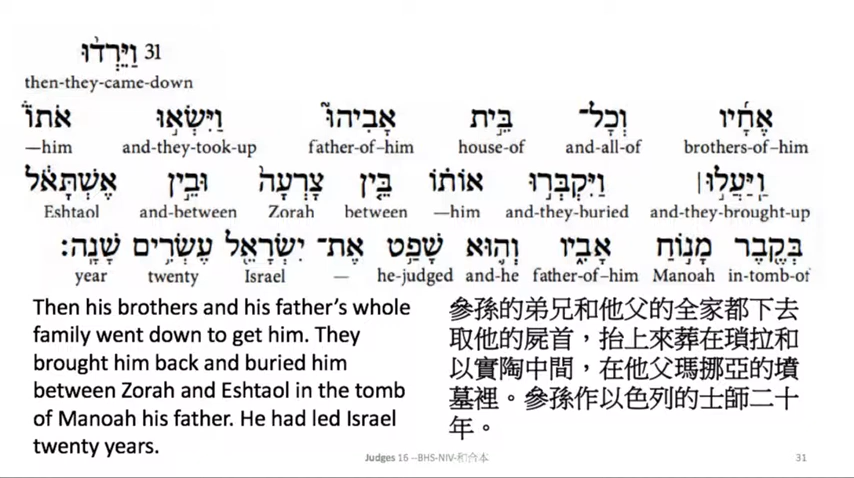 31 וַיֵּרְד֨וּ
then-they-came-down
אֶחָ֜יו וְכָל־ בֵּ֣ית אָבִיהוּ֮ וַיִּשְׂא֣וּ אֹתוֹ֒
brothers-of–him and-all-of house-of father-of–him and-they-took-up —him
וַֽיַּעֲל֣וּ׀ וַיִּקְבְּר֣וּ אוֹת֗וֹ בֵּ֤ין צָרְעָה֙ וּבֵ֣ין אֶשְׁתָּאֹ֔ל
and-they-brought-up and-they-buried —him between Zorah and-between Eshtaol
בְּקֶ֖בֶר מָנ֣וֹחַ אָבִ֑יו וְה֛וּא שָׁפַ֥ט אֶת־ יִשְׂרָאֵ֖ל עֶשְׂרִ֥ים שָׁנָֽה׃
in-tomb-of Manoah father-of–him and-he he-judged — Israel twenty year
Then his brothers and his father’s whole
family went down to get him. They
brought him back and buried him
between Zorah and Eshtaol in the tomb
of Manoah his father. He had led Israel
twenty years.
參孫的弟兄和他父的全家都下去
取他的屍首，抬上來葬在瑣拉和
以實陶中間，在他父瑪挪亞的墳
墓裡。參孫作以色列的士師二十
年。
Judges 16 --BHS-NIV-和合本
31